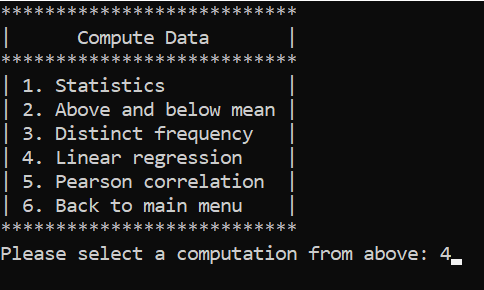 ***************************
|      Compute Data       |
***************************
| 1. Statistics           |
| 2. Above and below mean |
| 3. Distinct frequency   |
| 4. Linear regression    |
| 5. Pearson correlation  |
| 6. Back to main menu    |
***************************
Please select a computation from above: 4_